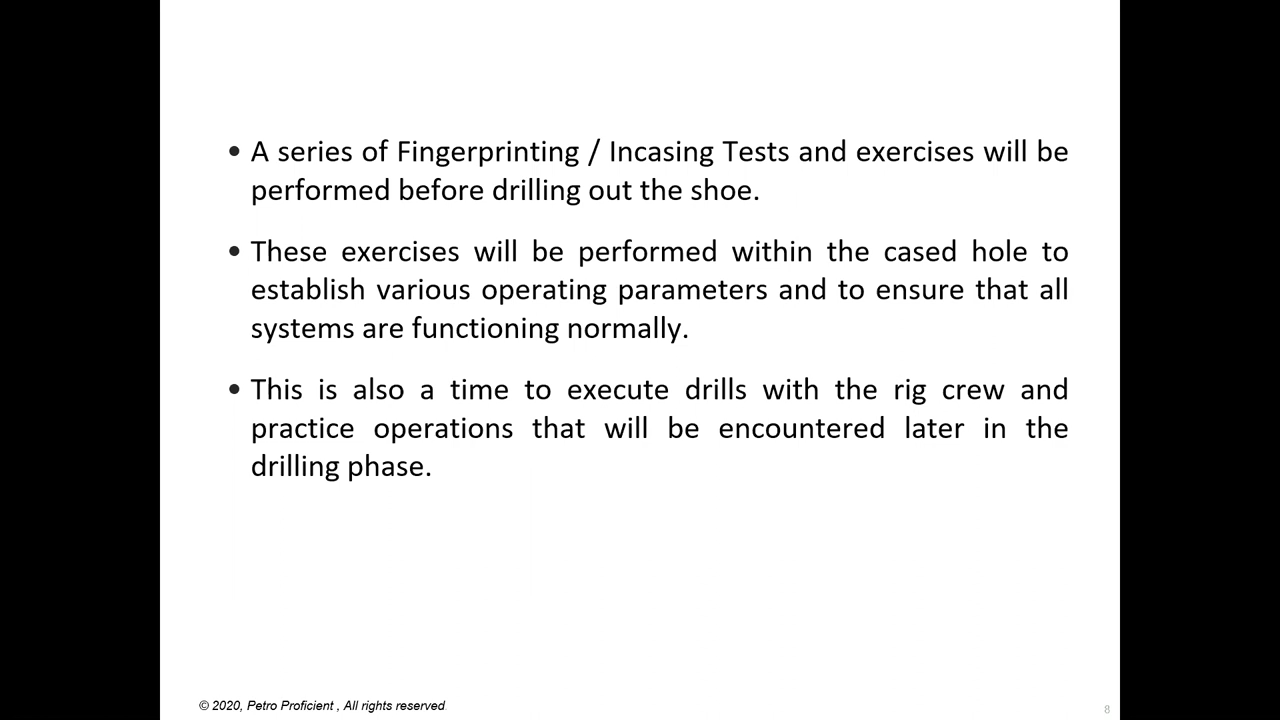 • A series of Fingerprinting / Incasing Tests and exercises will be
performed before drilling out the shoe.
• These exercises will be performed within the cased hole to
establish various operating parameters and to ensure that all
systems are functioning normally.
• This is also a time to execute drills with the rig crew and
practice operations that will be encountered later in the
drilling phase.
© 2020, Petro Proficient , All rights reserved
8